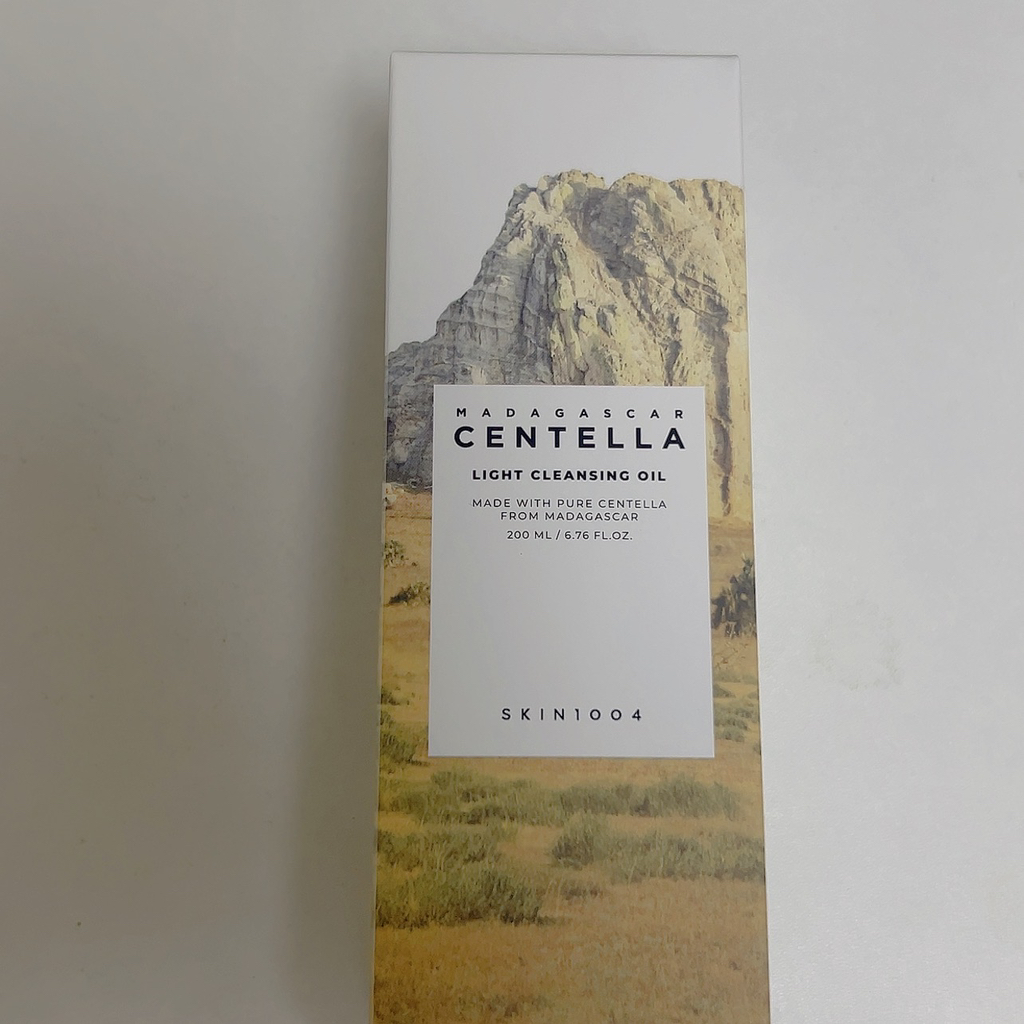 MADAGASCAR
CENTELLA
LIGHT CLEANSING OIL
MADE WITH PURE CENTELLA
FROM MADAGASCAR
200 ML / 6.76 FL.OZ.
SKIN1004